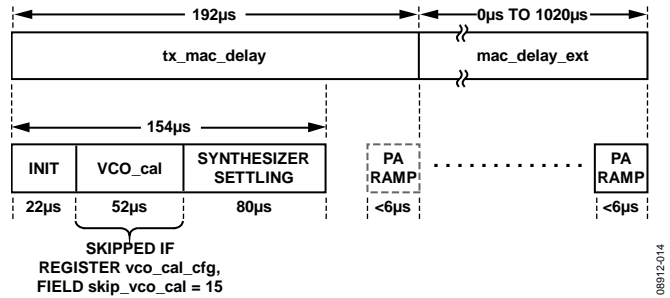 192µs
0µs TO 1020µs
tx_mac_delay
mac_delay_ext
154µs
INIT
VCO_cal
SYNTHESIZER
SETTLING
PA
RAMP
PA
RAMP
22µs
52µs
80µs
<6µs
<6µs
SKIPPED IF
REGISTER vco_cal_cfg,
FIELD skip_vco_cal = 15
08912-014